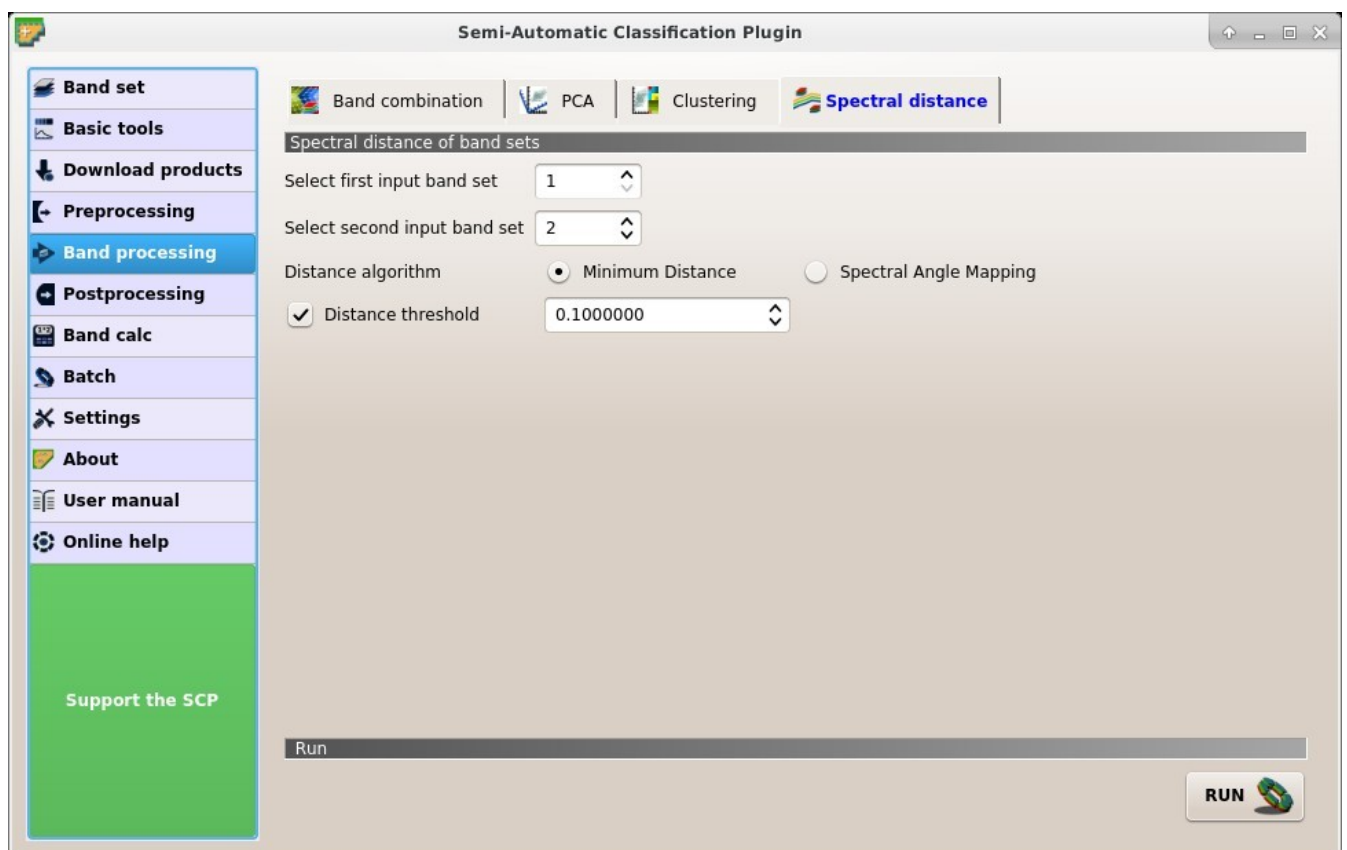 Semi-Automatic Classification Plugin
Band set
Basic tools
Download products
Preprocessing
Band processing
Postprocessing
Band calc
Batch
Settings
About
User manual
Online help
Support the SCP
Band combination
PCA
Clustering
Spectral distance
Spectral distance of band sets
Select first input band set 1
Select second input band set 2
Distance algorithm Minimum Distance Spectral Angle Mapping
Distance threshold 0.1000000
Run
RUN